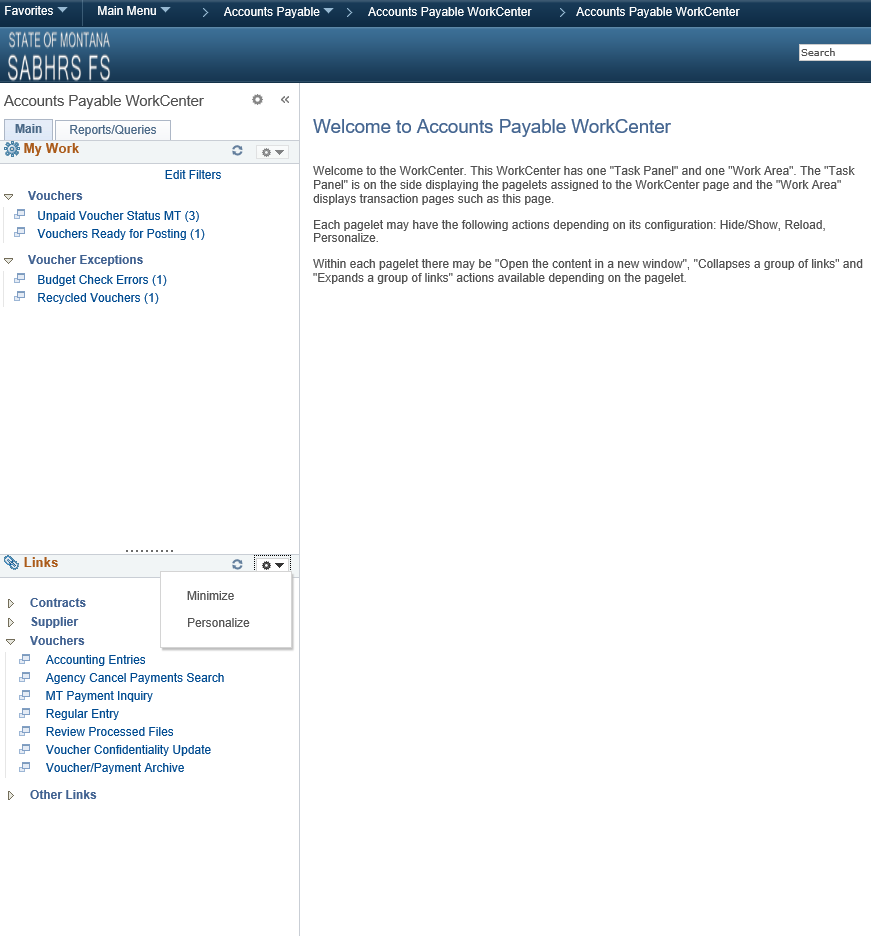 Favorites Main Menu Accounts Payable Accounts Payable WorkCenter Accounts Payable WorkCenter
STATE OF MONTANA
SABHRS FS
Search
Accounts Payable WorkCenter
Main Reports/Queries
My Work
Edit Filters
Vouchers
Unpaid Voucher Status MT (3)
Vouchers Ready for Posting (1)
Voucher Exceptions
Budget Check Errors (1)
Recycled Vouchers (1)
Links
Minimize
Personalize
Contracts
Supplier
Vouchers
Accounting Entries
Agency Cancel Payments Search
MT Payment Inquiry
Regular Entry
Review Processed Files
Voucher Confidentiality Update
Voucher/Payment Archive
Other Links
Welcome to Accounts Payable WorkCenter
Welcome to the WorkCenter. This WorkCenter has one "Task Panel" and one "Work Area". The "Task
Panel" is on the side displaying the pagelets assigned to the WorkCenter page and the "Work Area"
displays transaction pages such as this page.
Each pagelet may have the following actions depending on its configuration: Hide/Show, Reload,
Personalize.
Within each pagelet there may be "Open the content in a new window", "Collapses a group of links" and
"Expands a group of links" actions available depending on the pagelet.